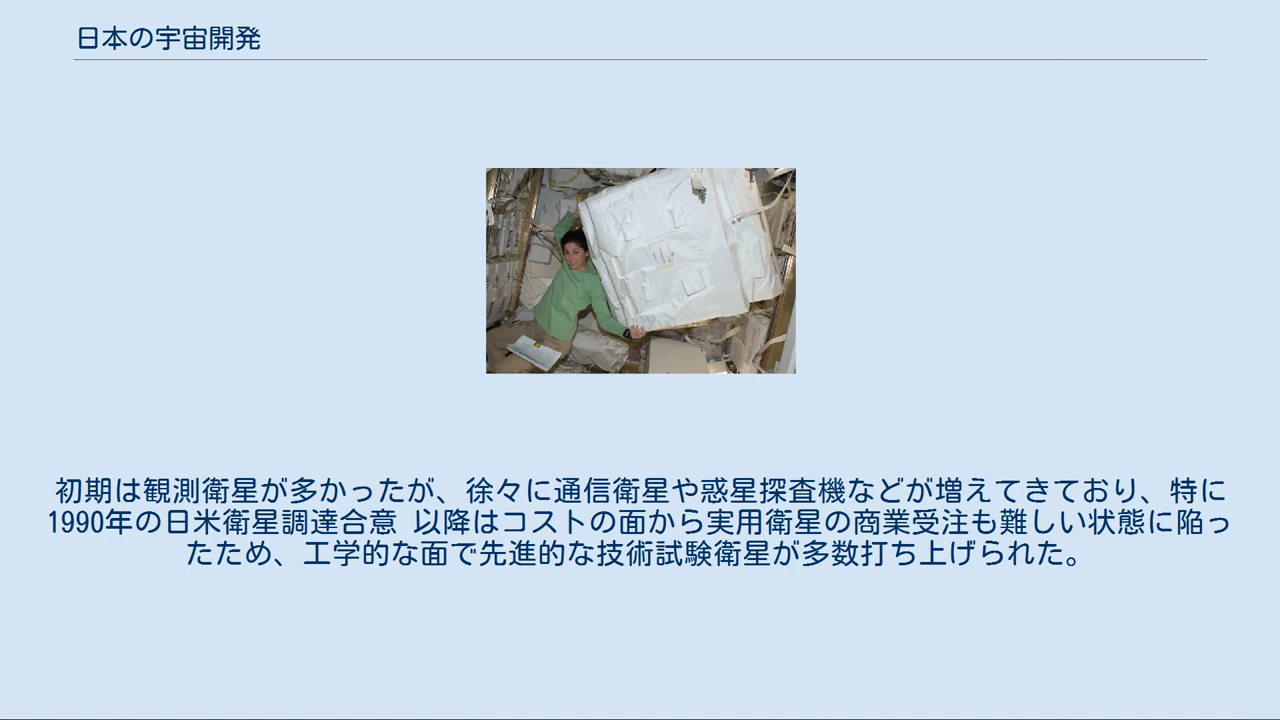 日本の宇宙開発
初期は観測衛星が多かったが、徐々に通信衛星や惑星探査機などが増えてきており、特に
1990年の日米衛星調達合意 以降はコストの面から実用衛星の商業受注も難しい状態に陥っ
たため、工学的な面で先進的な技術試験衛星が多数打ち上げられた。